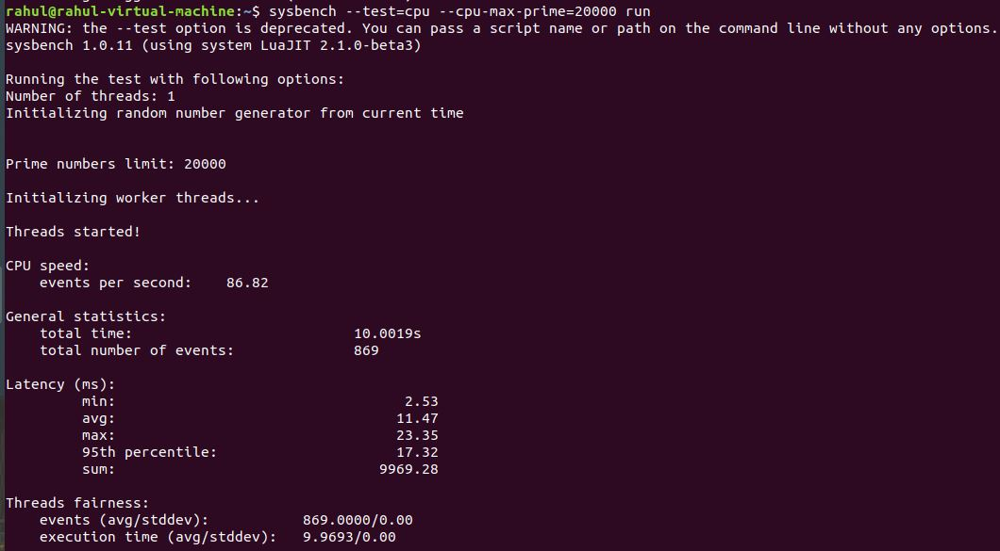 rahul@rahul-virtual-machine:~$ sysbench --test=cpu --cpu-max-prime=20000 run
WARNING: the --test option is deprecated. You can pass a script name or path on the command line without any options.
sysbench 1.0.11 (using system LuaJIT 2.1.0-beta3)
Running the test with following options:
Number of threads: 1
Initializing random number generator from current time
Prime numbers limit: 20000
Initializing worker threads...
Threads started!
CPU speed:
events per second: 86.82
General statistics:
total time: 10.0019s
total number of events: 869
Latency (ms):
min: 2.53
avg: 11.47
max: 23.35
95th percentile: 17.32
sum: 9969.28
Threads fairness:
events (avg/stddev): 869.0000/0.00
execution time (avg/stddev): 9.9693/0.00